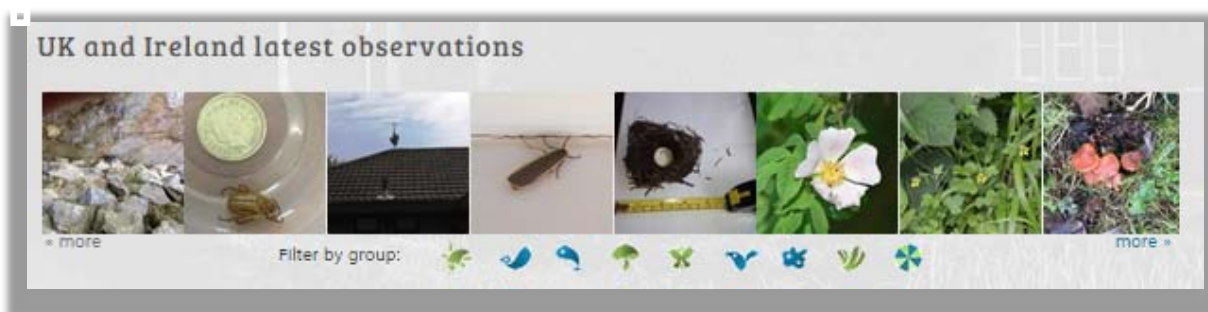 UK and Ireland latest observations
« more
more »
Filter by group: